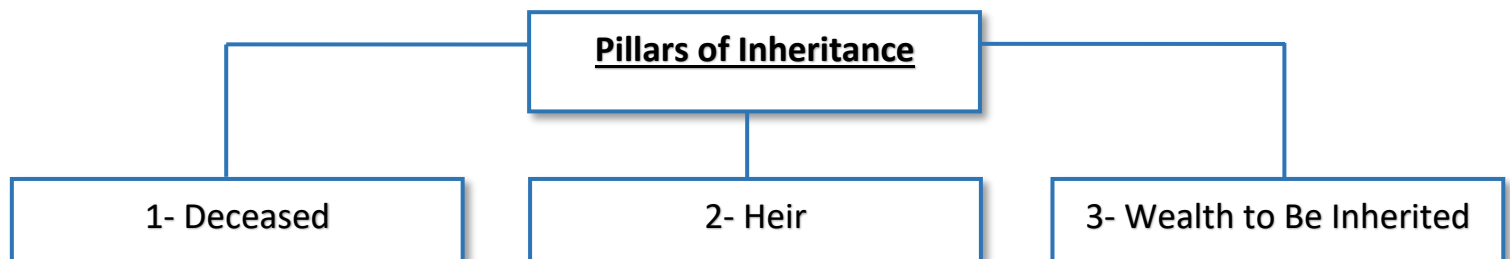 Pillars of Inheritance
1- Deceased
2- Heir
3- Wealth to Be Inherited